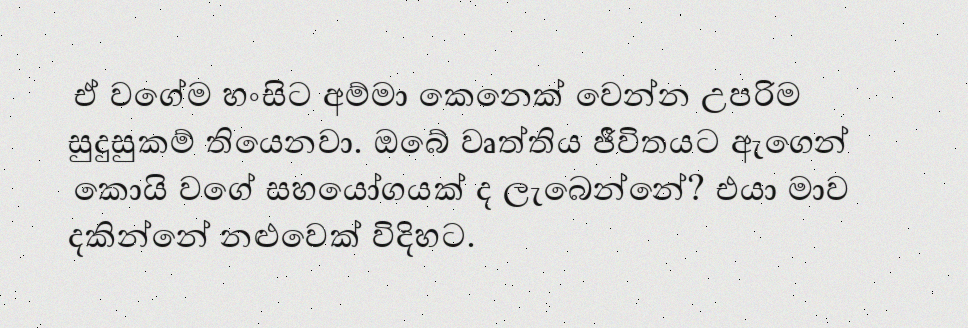 ඒ වගේම හංසිට අම්මා කෙනෙක් වෙන්න උපරිම
සුදුසුකම් තියෙනවා. ඔබේ වෘත්තිය ජීවිතයට ඇගෙන්
කොයි වගේ සහයෝගයක් ද ලැබෙන්නේ? එයා මාව
දකින්නේ නළුවෙක් විදිහට.